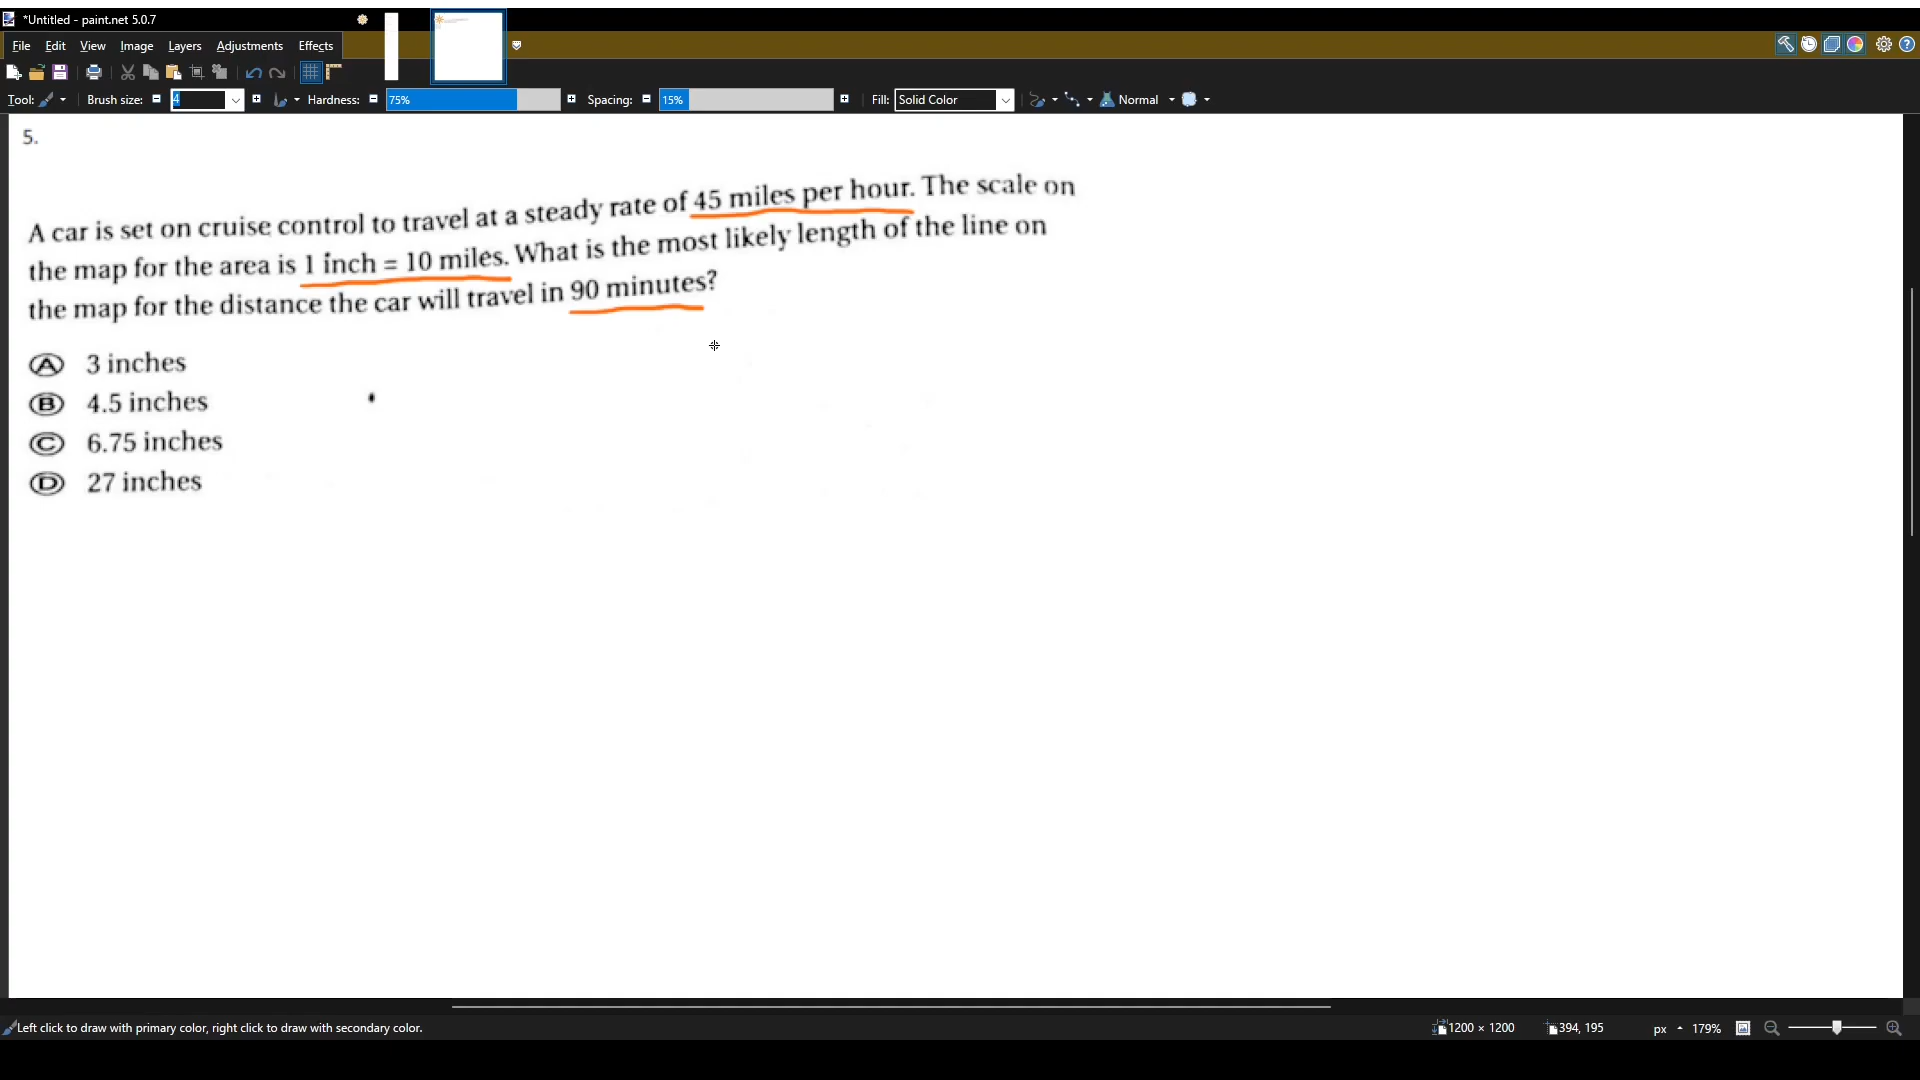 *Untitled - paint.net 5.0.7
File Edit View Image Layers Adjustments Effects
Tool: Brush size: 4 Hardness: 75% Spacing: 15% Fill: Solid Color Normal
5.
A car is set on cruise control to travel at a steady rate of 45 miles per hour. The scale on
the map for the area is 1 inch = 10 miles. What is the most likely length of the line on
the map for the distance the car will travel in 90 minutes?
A 3 inches
B 4.5 inches
C 6.75 inches
D 27 inches
Left click to draw with primary color, right click to draw with secondary color. 1200 × 1200 394, 195 px 179%